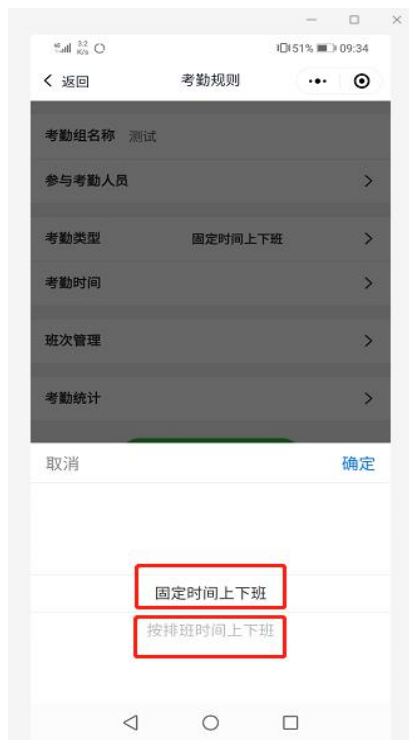 3.2
K/s
51%
09:34
返回
考勤规则
考勤组名称 测试
参与考勤人员
考勤类型 固定时间上下班
考勤时间
班次管理
考勤统计
取消 确定
固定时间上下班
按排班时间上下班